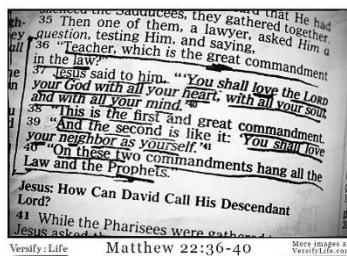 silenced the Sadducees, they gathered together.
35 Then one of them, a lawyer, asked Him a
question, testing Him, and saying,
36 "Teacher, which is the great commandment
in the law?"
37 Jesus said to him, "'You shall love the LORD
your God with all your heart, with all your soul,
and with all your mind.'
38 "This is the first and great commandment.
39 "And the second is like it: 'You shall love
your neighbor as yourself.'
40 "On these two commandments hang all the
Law and the Prophets."
Jesus: How Can David Call His Descendant
Lord?
41 While the Pharisees were gathered
Jesus asked
Versify:Life
Matthew 22:36-40
More images at
VersifyLife.com